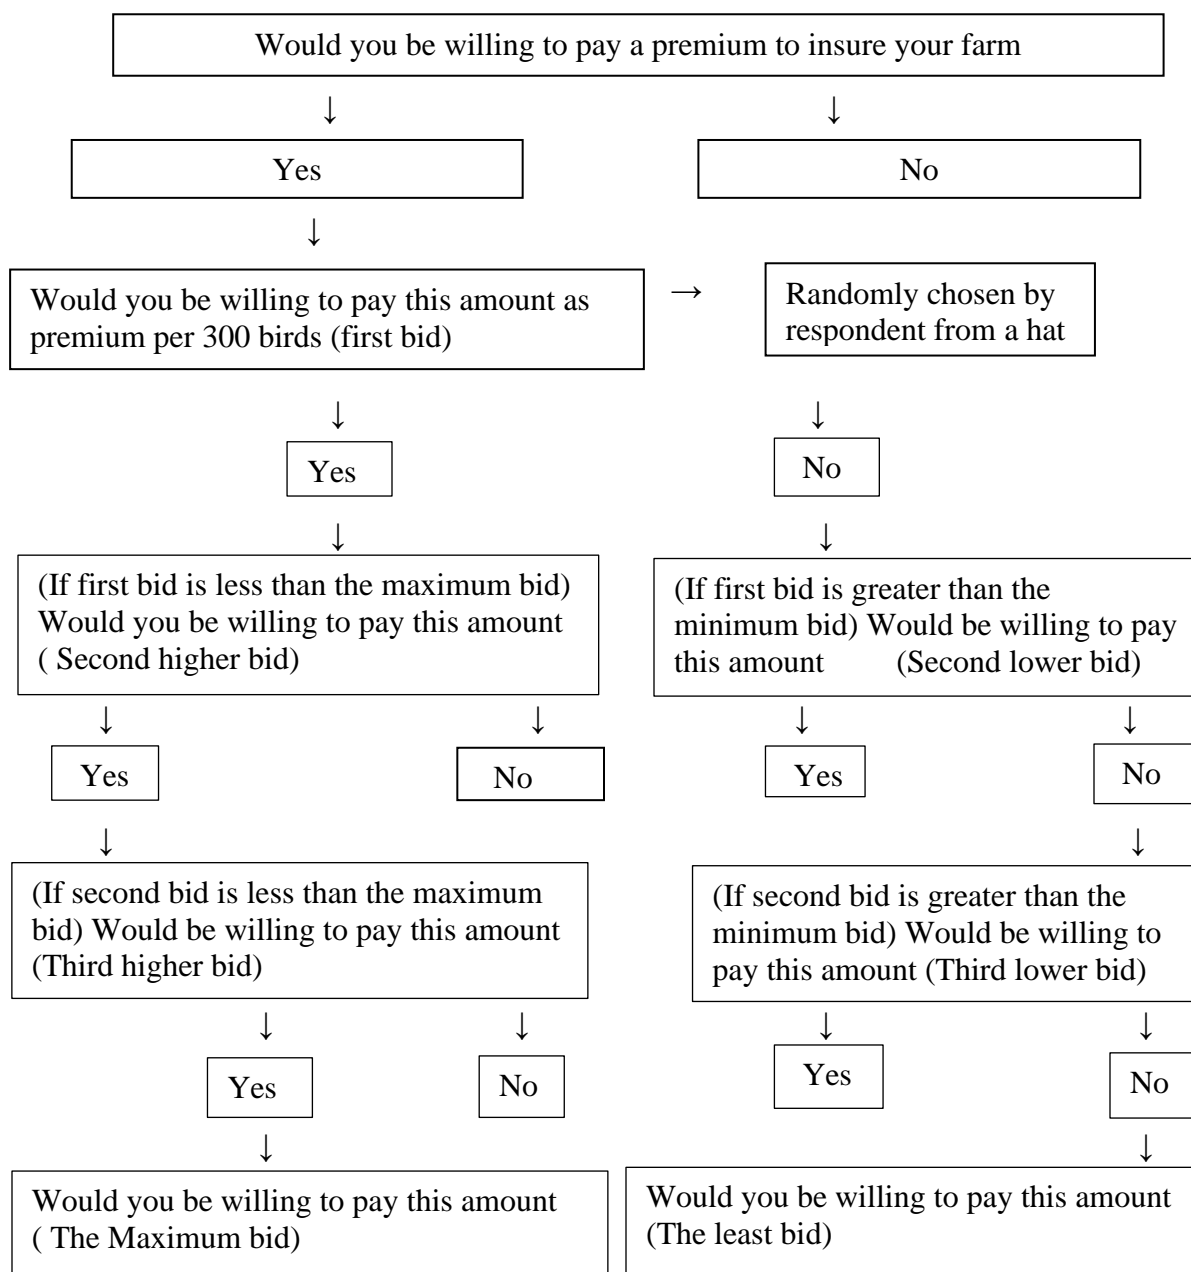 Would you be willing to pay a premium to insure your farm
↓ ↓
Yes
No
↓
Would you be willing to pay this amount as
premium per 300 birds (first bid)
→
Randomly chosen by
respondent from a hat
↓ ↓
Yes
No
↓ ↓
(If first bid is less than the maximum bid)
Would you be willing to pay this amount
( Second higher bid)
(If first bid is greater than the
minimum bid) Would be willing to pay
this amount (Second lower bid)
↓ ↓ ↓ ↓
Yes
No
Yes
No
↓ ↓
(If second bid is less than the maximum
bid) Would be willing to pay this amount
(Third higher bid)
(If second bid is greater than the
minimum bid) Would be willing to
pay this amount (Third lower bid)
↓ ↓ ↓ ↓
Yes
No
Yes
No
↓ ↓
Would you be willing to pay this amount
( The Maximum bid)
Would you be willing to pay this amount
(The least bid)